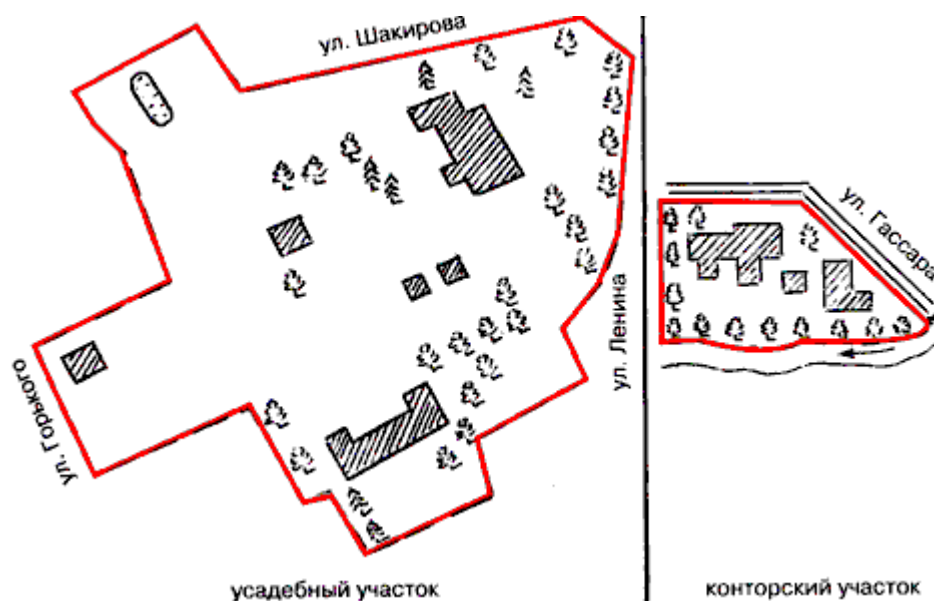 ул. Шакирова
ул. Гассара
ул. Ленина
ул. Горького
усадебный участок
конторский участок